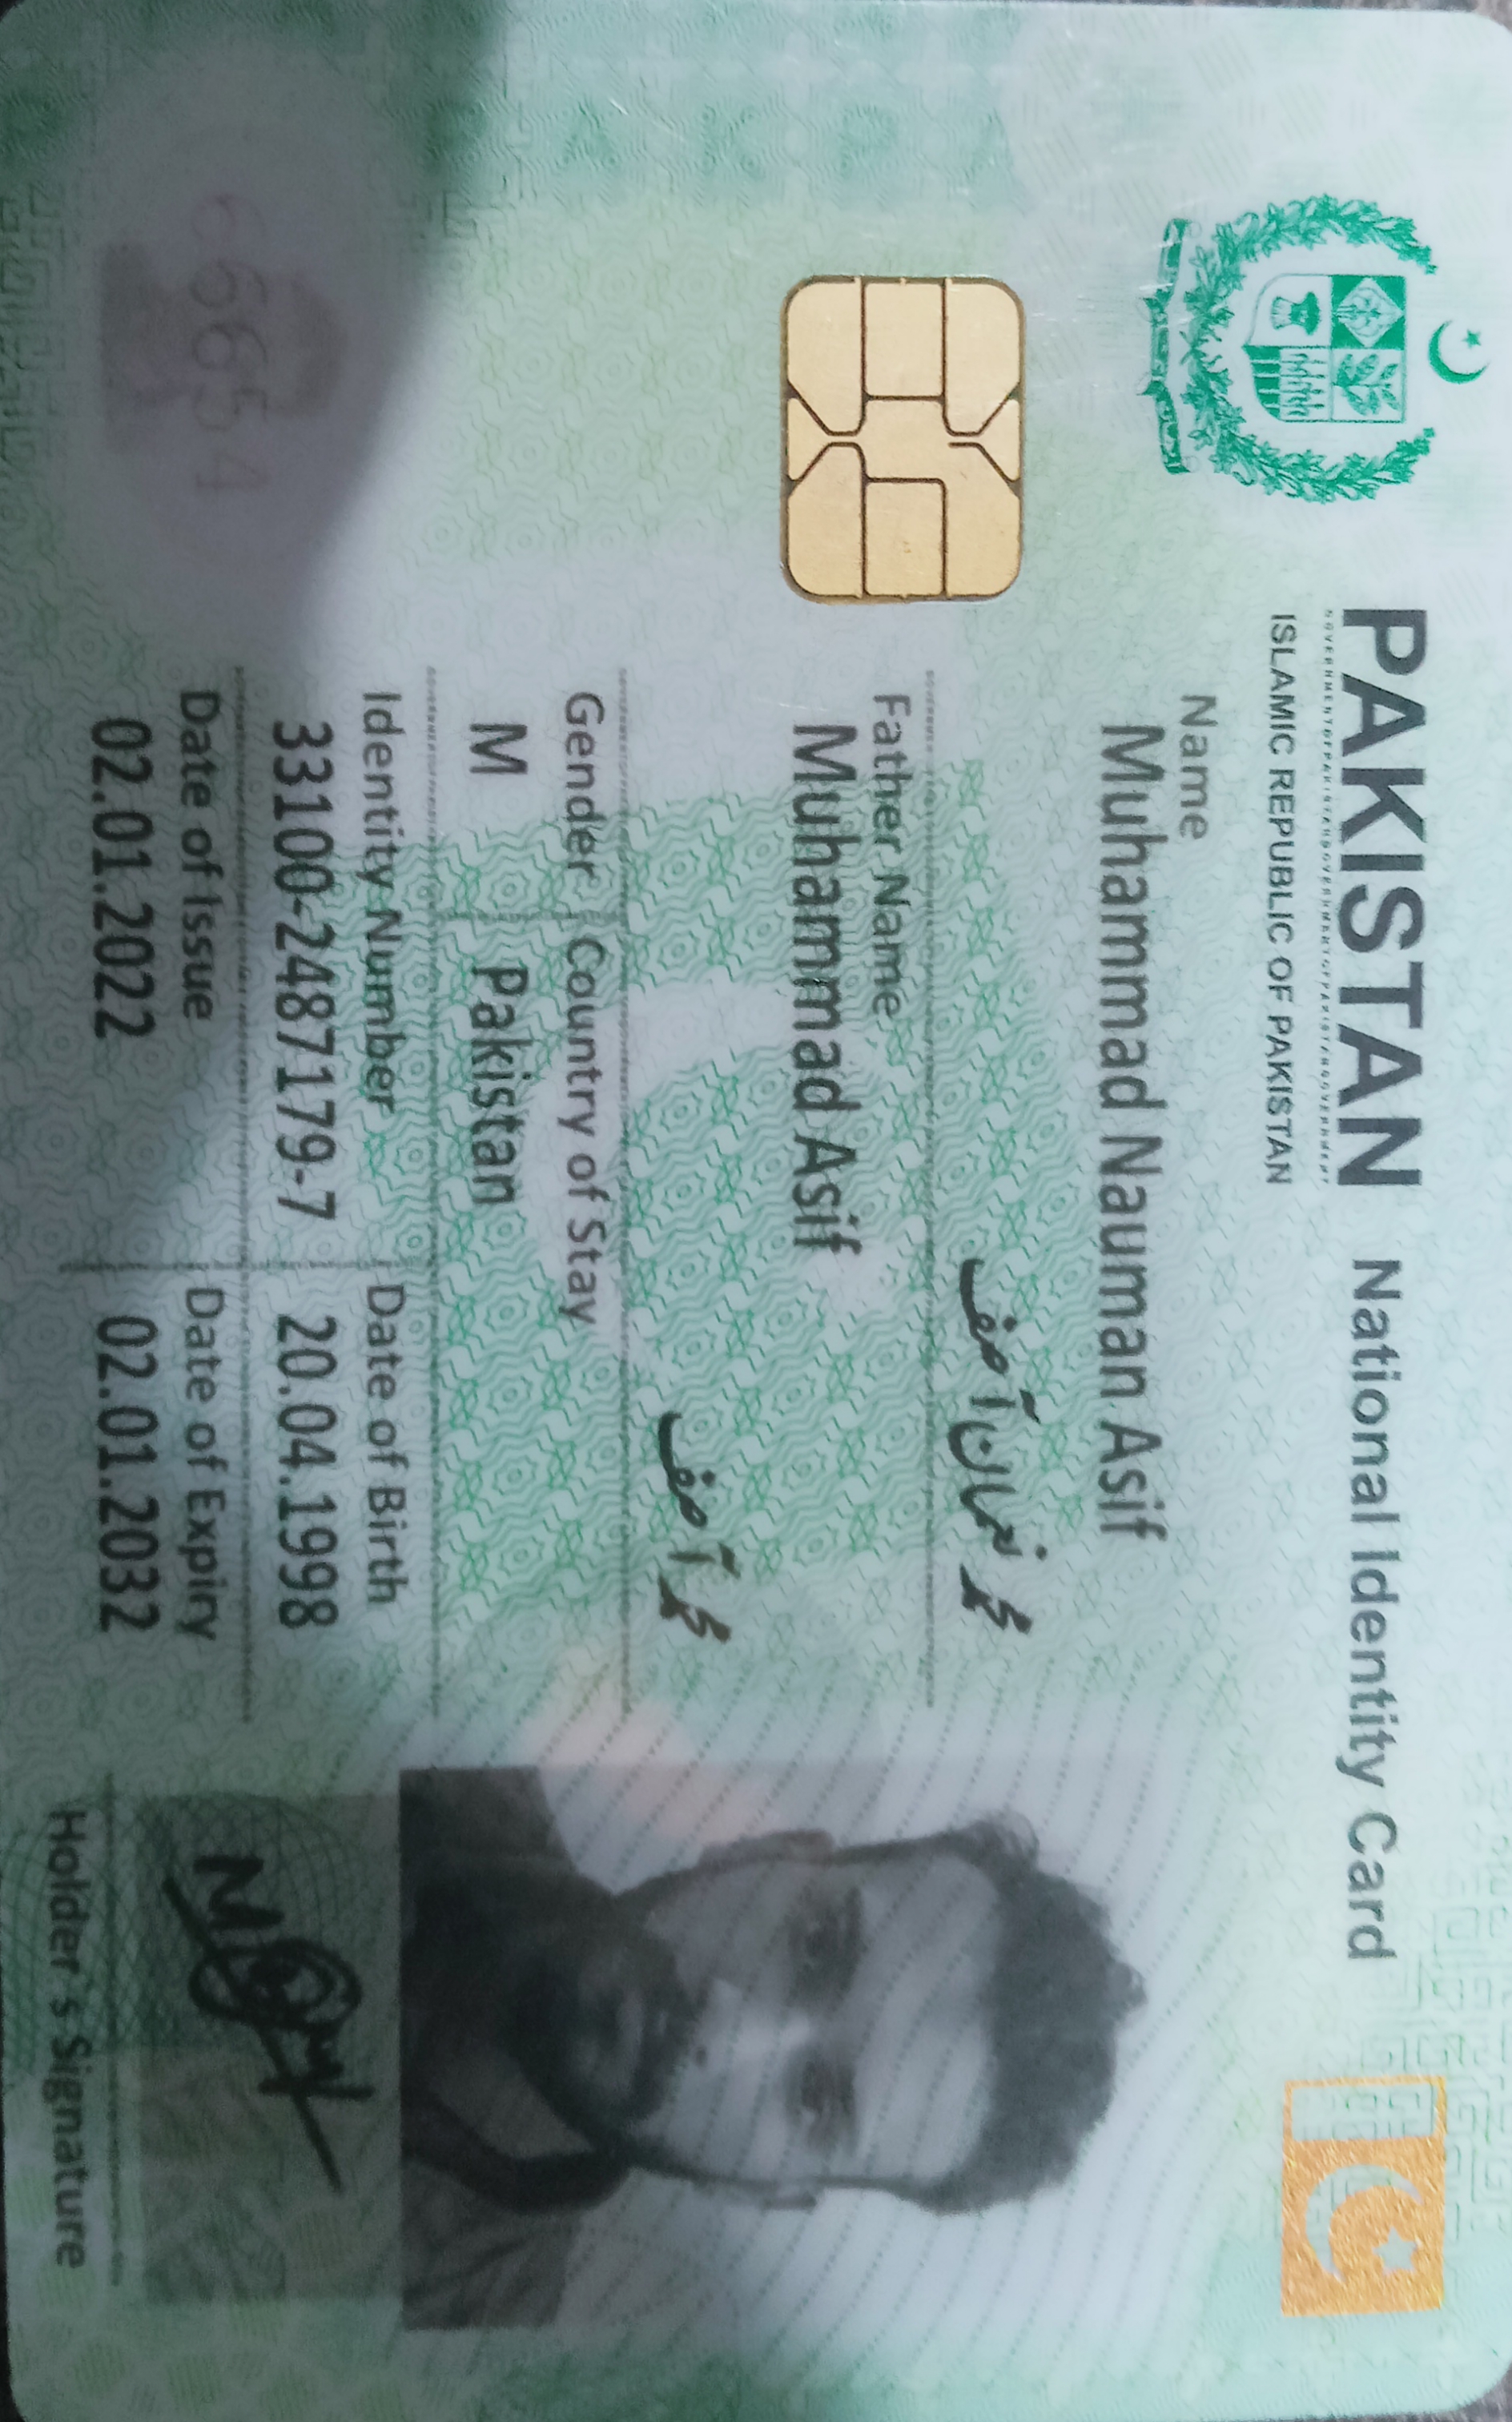 PAKISTAN National Identity Card
ISLAMIC REPUBLIC OF PAKISTAN
Name
Muhammad Nauman Asif
محمد نعمان آصف
Father Name
Muhammad Asif
محمد آصف
Gender Country of Stay
M Pakistan
Identity Number Date of Birth
33100-2487179-7 20.04.1998
Date of Issue Date of Expiry
02.01.2022 02.01.2032
Holder`s Signature